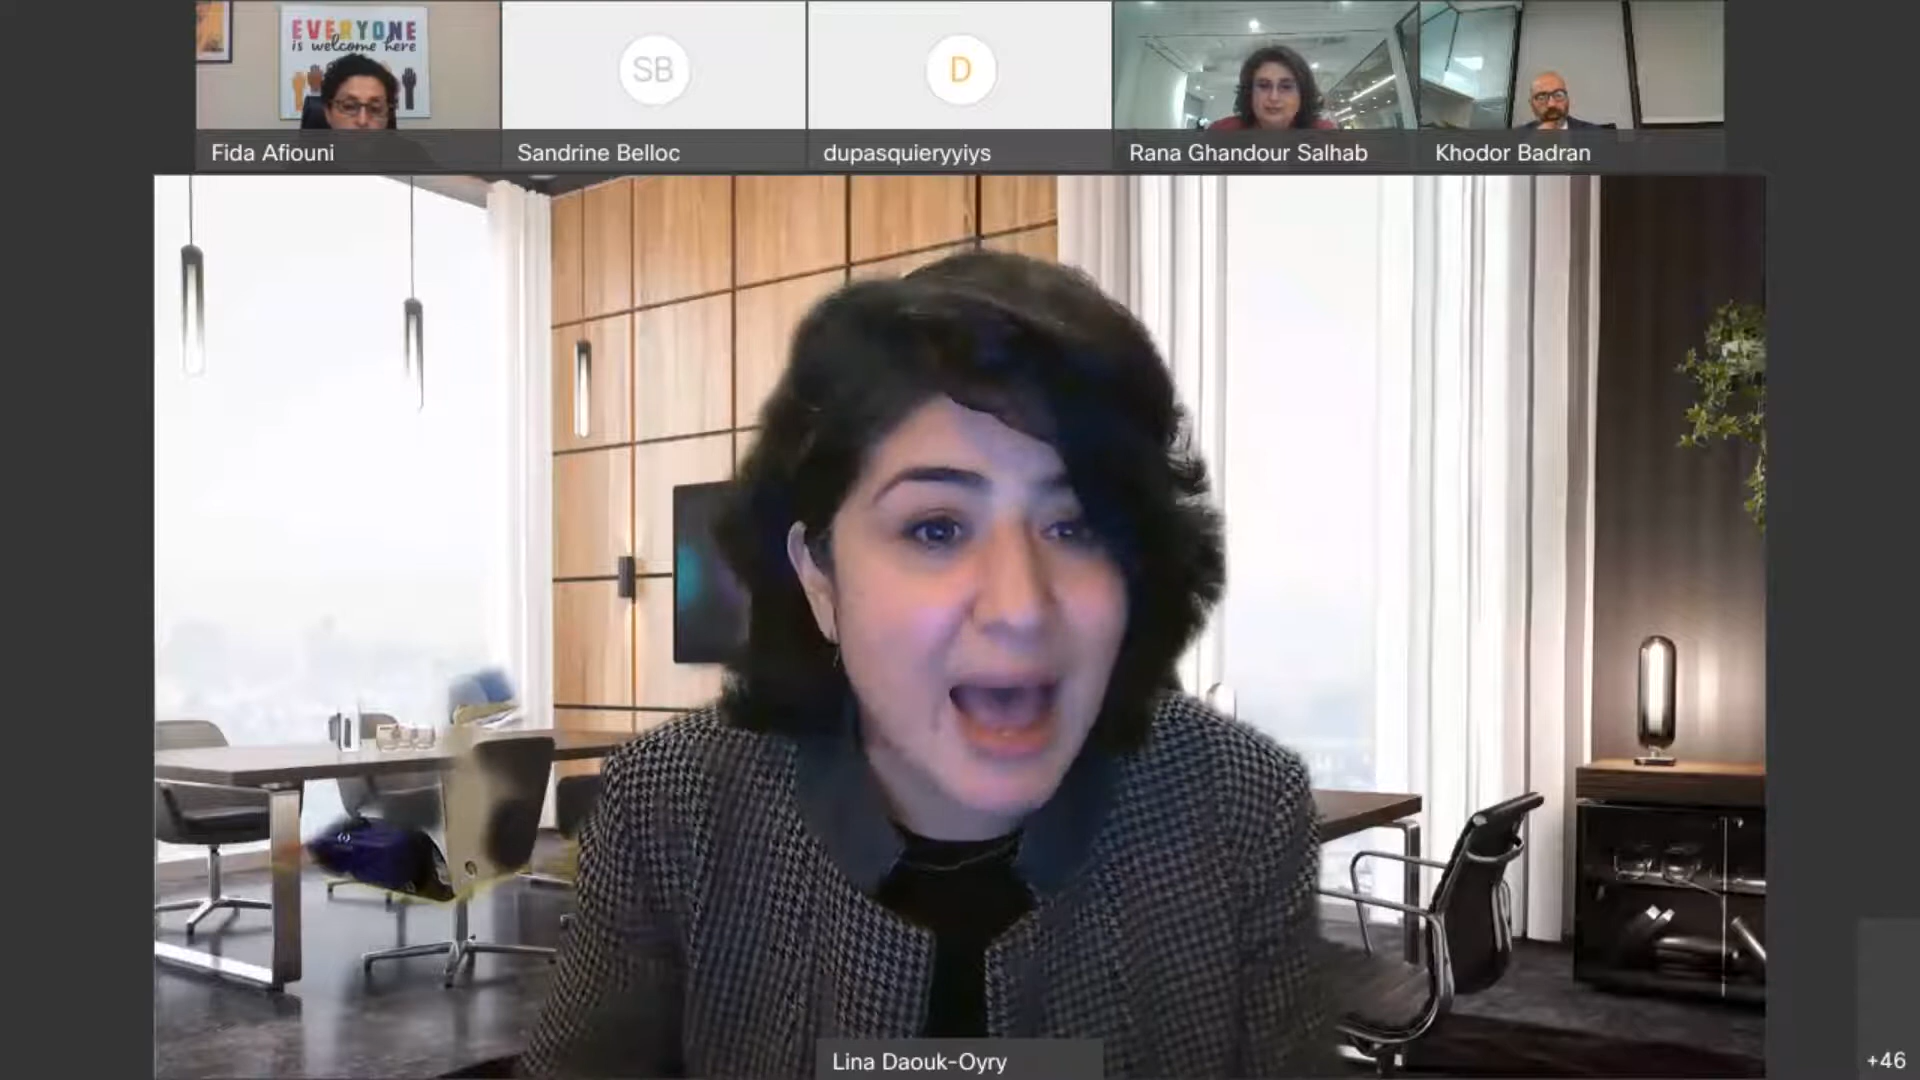 EVERYONE
is welcome here
SB
D
Fida Afiouni
Sandrine Belloc
dupasquieryyiys
Rana Ghandour Salhab
Khodor Badran
Lina Daouk-Oyry
+46